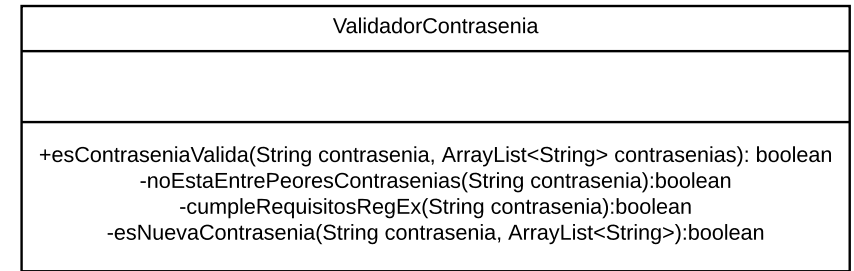 ValidadorContrasenia
+esContraseniaValida(String contrasenia, ArrayList<String> contrasenias): boolean
-noEstaEntrePeoresContrasenias(String contrasenia):boolean
-cumpleRequisitosRegEx(String contrasenia):boolean
-esNuevaContrasenia(String contrasenia, ArrayList<String>):boolean